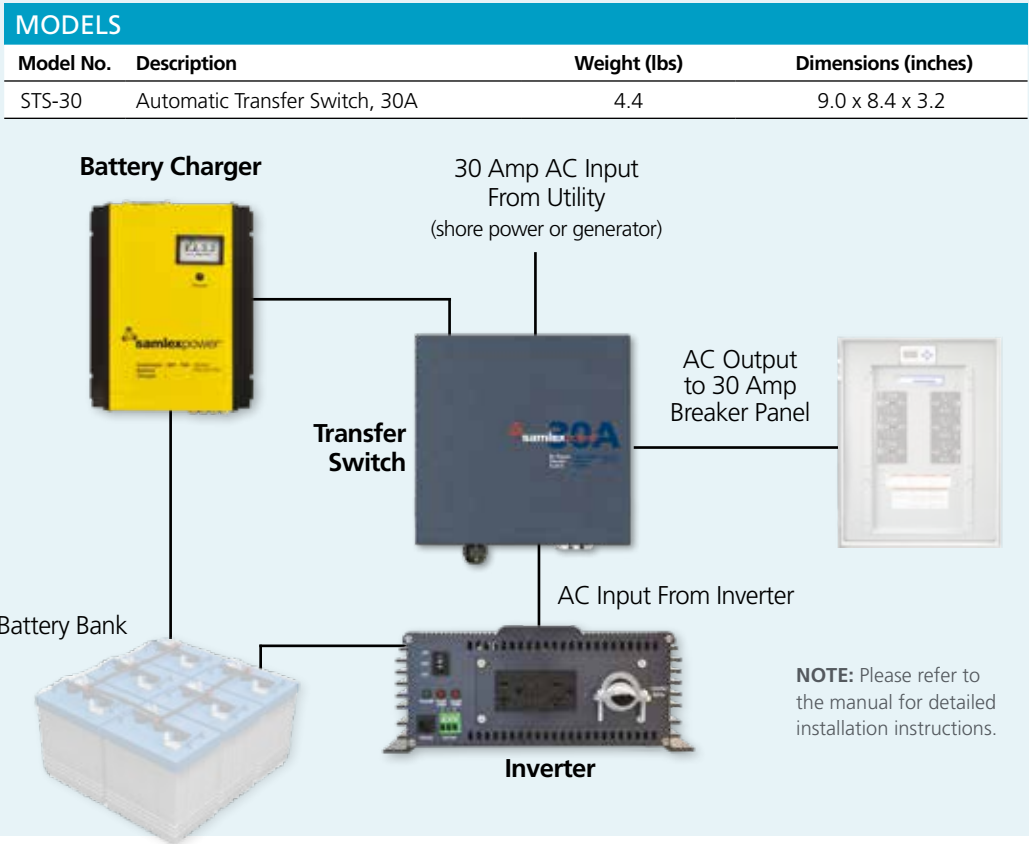 MODELS
Model No. Description Weight (lbs) Dimensions (inches)
STS-30 Automatic Transfer Switch, 30A 4.4 9.0 x 8.4 x 3.2
Battery Charger
30 Amp AC Input
From Utility
(shore power or generator)
samlexpower
AC Output
to 30 Amp
Breaker Panel
Transfer
Switch
samlexpower
30A
AC Input From Inverter
Battery Bank
NOTE: Please refer to
the manual for detailed
installation instructions.
Inverter